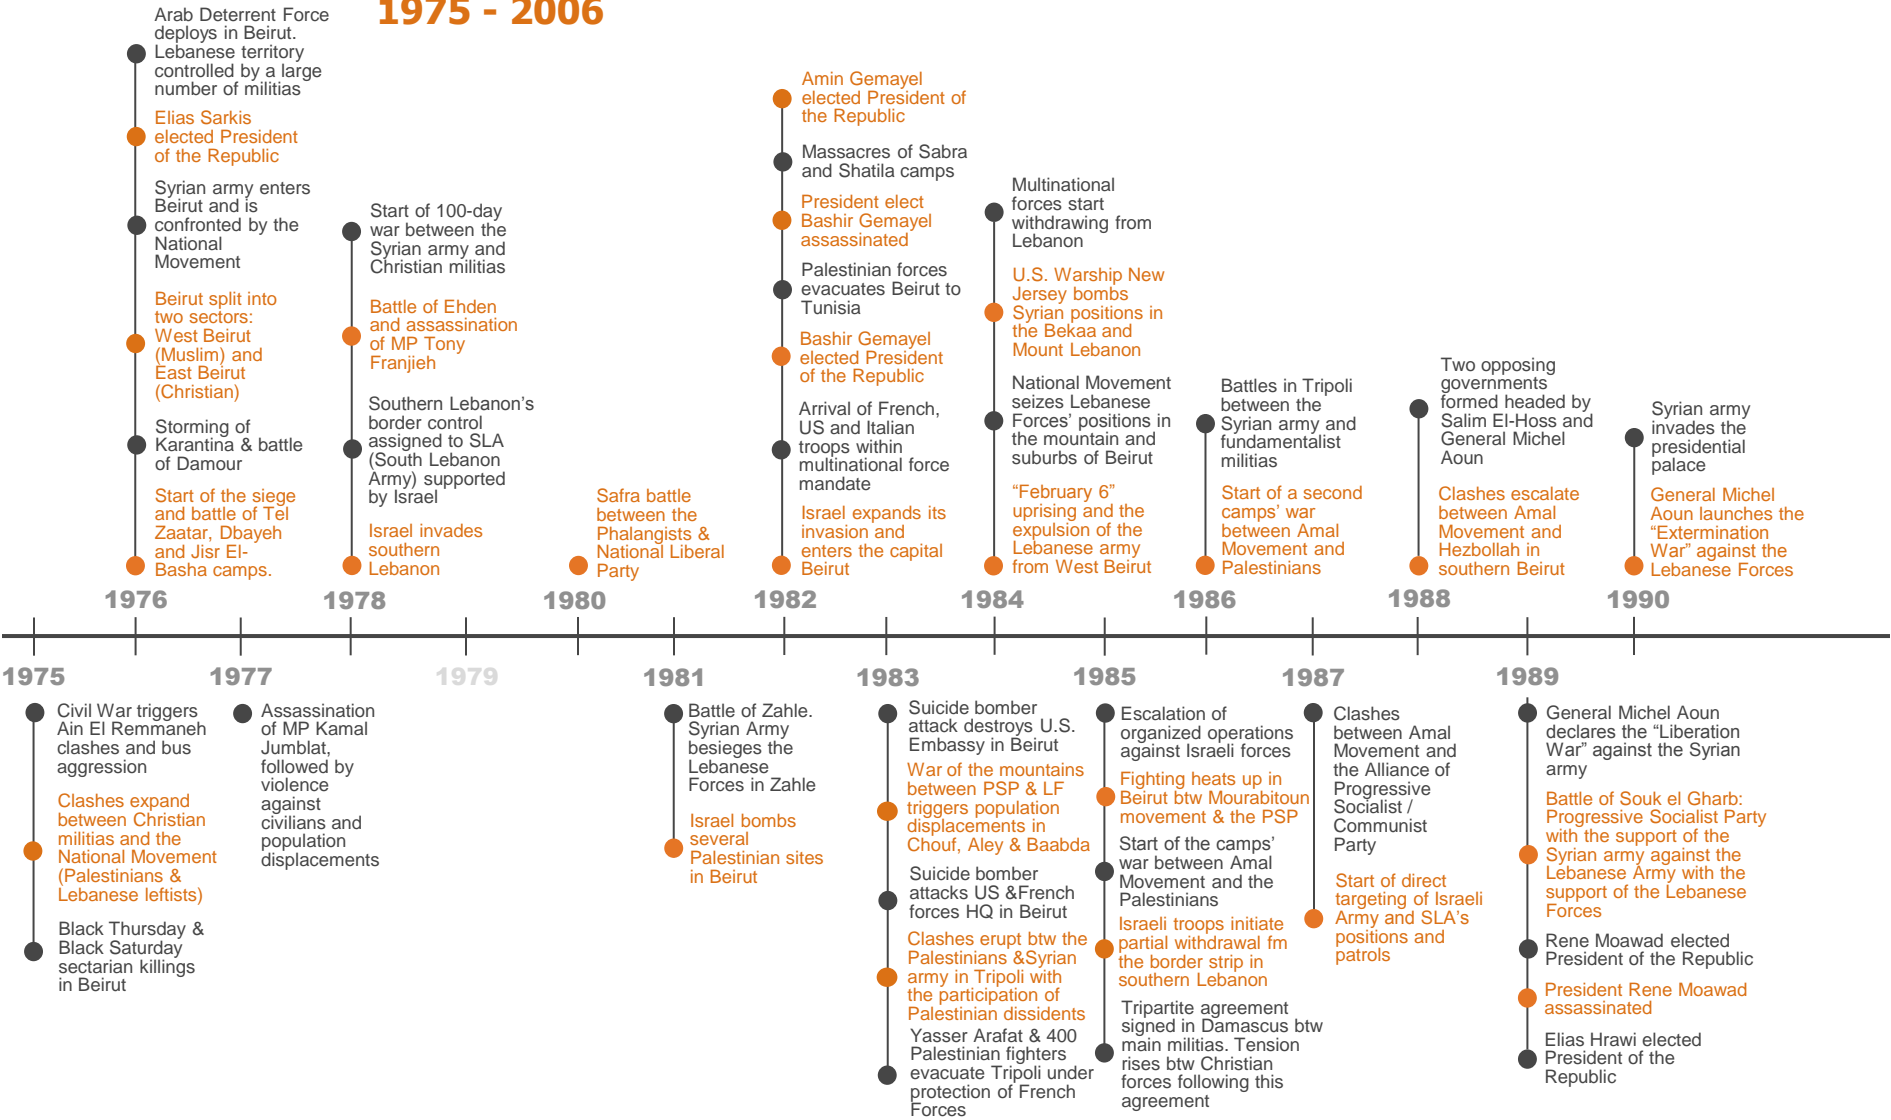 1975 - 2006
Arab Deterrent Force
deploys in Beirut.
Lebanese territory
controlled by a large
number of militias
Elias Sarkis
elected President
of the Republic
Syrian army enters
Beirut and is
confronted by the
National
Movement
Beirut split into
two sectors:
West Beirut
(Muslim) and
East Beirut
(Christian)
Storming of
Karantina & battle
of Damour
Start of the siege
and battle of Tel
Zaatar, Dbayeh
and Jisr El-
Basha camps.
1976
Start of 100-day
war between the
Syrian army and
Christian militias
Battle of Ehden
and assassination
of MP Tony
Franjieh
Southern Lebanon's
border control
assigned to SLA
(South Lebanon
Army) supported
by Israel
Israel invades
southern
Lebanon
1978
Safra battle
between the
Phalangists &
National Liberal
Party
1980
Amin Gemayel
elected President of
the Republic
Massacres of Sabra
and Shatila camps
President elect
Bashir Gemayel
assassinated
Palestinian forces
evacuates Beirut to
Tunisia
Bashir Gemayel
elected President
of the Republic
Arrival of French,
US and Italian
troops within
multinational force
mandate
Israel expands its
invasion and
enters the capital
Beirut
1982
Multinational
forces start
withdrawing from
Lebanon
U.S. Warship New
Jersey bombs
Syrian positions in
the Bekaa and
Mount Lebanon
National Movement
seizes Lebanese
Forces' positions in
the mountain and
suburbs of Beirut
“February 6”
uprising and the
expulsion of the
Lebanese army
from West Beirut
1984
Battles in Tripoli
between the
Syrian army and
fundamentalist
militias
Start of a second
camps' war
between Amal
Movement and
Palestinians
1986
Two opposing
governments
formed headed by
Salim El-Hoss and
General Michel
Aoun
Clashes escalate
between Amal
Movement and
Hezbollah in
southern Beirut
1988
Syrian army
invades the
presidential
palace
General Michel
Aoun launches the
“Extermination
War” against the
Lebanese Forces
1990
1975
Civil War triggers
Ain El Remmaneh
clashes and bus
aggression
Clashes expand
between Christian
militias and the
National Movement
(Palestinians &
Lebanese leftists)
Black Thursday &
Black Saturday
sectarian killings
in Beirut
1977
Assassination
of MP Kamal
Jumblat,
followed by
violence
against
civilians and
population
displacements
1979
1981
Battle of Zahle.
Syrian Army
besieges the
Lebanese
Forces in Zahle
Israel bombs
several
Palestinian sites
in Beirut
1983
Suicide bomber
attack destroys U.S.
Embassy in Beirut
War of the mountains
between PSP & LF
triggers population
displacements in
Chouf, Aley & Baabda
Suicide bomber
attacks US &French
forces HQ in Beirut
Clashes erupt btw the
Palestinians &Syrian
army in Tripoli with
the participation of
Palestinian dissidents
Yasser Arafat & 400
Palestinian fighters
evacuate Tripoli under
protection of French
Forces
1985
Escalation of
organized operations
against Israeli forces
Fighting heats up in
Beirut btw Mourabitoun
movement & the PSP
Start of the camps'
war between Amal
Movement and the
Palestinians
Israeli troops initiate
partial withdrawal fm
the border strip in
southern Lebanon
Tripartite agreement
signed in Damascus btw
main militias. Tension
rises btw Christian
forces following this
agreement
1987
Clashes
between Amal
Movement and
the Alliance of
Progressive
Socialist /
Communist
Party
Start of direct
targeting of Israeli
Army and SLA's
positions and
patrols
1989
General Michel Aoun
declares the “Liberation
War” against the Syrian
army
Battle of Souk el Gharb:
Progressive Socialist Party
with the support of the
Syrian army against the
Lebanese Army with the
support of the Lebanese
Forces
Rene Moawad elected
President of the Republic
President Rene Moawad
assassinated
Elias Hrawi elected
President of the
Republic